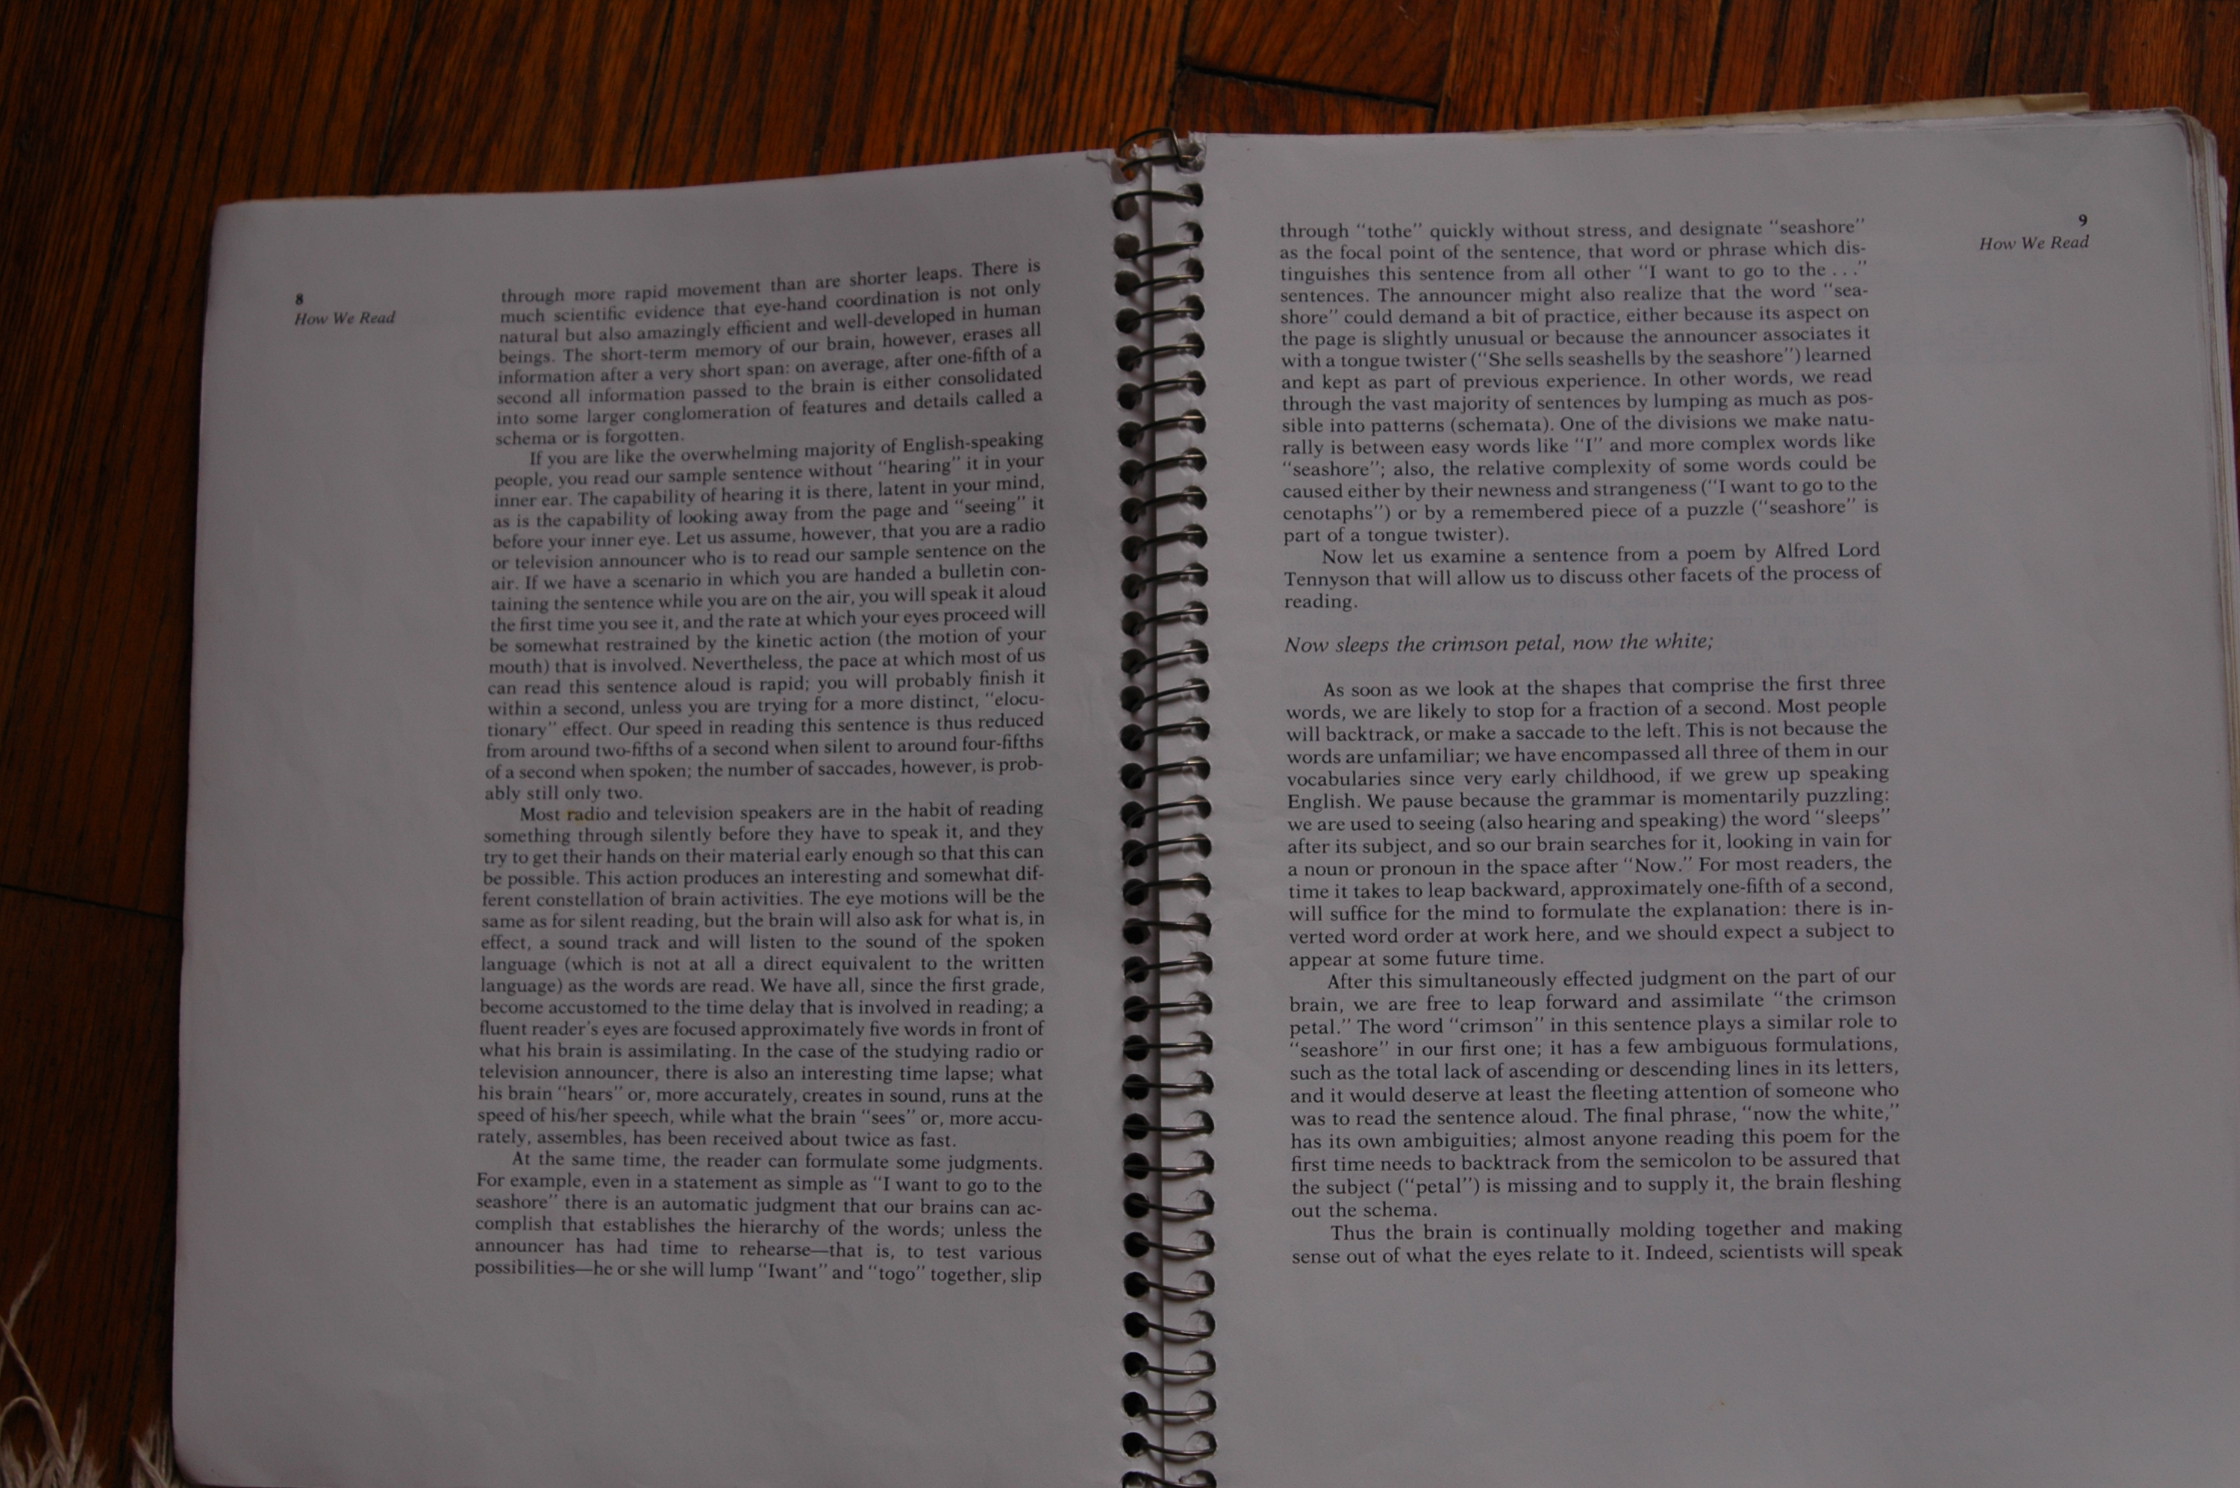 8
How We Read
through more rapid movement than are shorter leaps. There is
much scientific evidence that eye-hand coordination is not only
natural but also amazingly efficient and well-developed in human
beings. The short-term memory of our brain, however, erases all
information after a very short span: on average, after one-fifth of a
second all information passed to the brain is either consolidated
into some larger conglomeration of features and details called a
schema or is forgotten.
If you are like the overwhelming majority of English-speaking
people, you read our sample sentence without "hearing" it in your
inner ear. The capability of hearing it is there, latent in your mind,
as is the capability of looking away from the page and "seeing" it
before your inner eye. Let us assume, however, that you are a radio
or television announcer who is to read our sample sentence on the
air. If we have a scenario in which you are handed a bulletin con-
taining the sentence while you are on the air, you will speak it aloud
the first time you see it, and the rate at which your eyes proceed will
be somewhat restrained by the kinetic action (the motion of your
mouth) that is involved. Nevertheless, the pace at which most of us
can read this sentence aloud is rapid; you will probably finish it
within a second, unless you are trying for a more distinct, "elocu-
tionary" effect. Our speed in reading this sentence is thus reduced
from around two-fifths of a second when silent to around four-fifths
of a second when spoken; the number of saccades, however, is prob-
ably still only two.
Most radio and television speakers are in the habit of reading
something through silently before they have to speak it, and they
try to get their hands on their material early enough so that this can
be possible. This action produces an interesting and somewhat dif-
ferent constellation of brain activities. The eye motions will be the
same as for silent reading, but the brain will also ask for what is, in
effect, a sound track and will listen to the sound of the spoken
language (which is not at all a direct equivalent to the written
language) as the words are read. We have all, since the first grade,
become accustomed to the time delay that is involved in reading; a
fluent reader's eyes are focused approximately five words in front of
what his brain is assimilating. In the case of the studying radio or
television announcer, there is also an interesting time lapse; what
his brain "hears" or, more accurately, creates in sound, runs at the
speed of his/her speech, while what the brain "sees" or, more accu-
rately, assembles, has been received about twice as fast.
At the same time, the reader can formulate some judgments.
For example, even in a statement as simple as "I want to go to the
seashore" there is an automatic judgment that our brains can ac-
complish that establishes the hierarchy of the words; unless the
announcer has had time to rehearse—that is, to test various
possibilities—he or she will lump "Iwant" and "togo" together, slip
9
How We Read
through "tothe" quickly without stress, and designate "seashore"
as the focal point of the sentence, that word or phrase which dis-
tinguishes this sentence from all other "I want to go to the . . ."
sentences. The announcer might also realize that the word "sea-
shore" could demand a bit of practice, either because its aspect on
the page is slightly unusual or because the announcer associates it
with a tongue twister ("She sells seashells by the seashore") learned
and kept as part of previous experience. In other words, we read
through the vast majority of sentences by lumping as much as pos-
sible into patterns (schemata). One of the divisions we make natu-
rally is between easy words like "I" and more complex words like
"seashore"; also, the relative complexity of some words could be
caused either by their newness and strangeness ("I want to go to the
cenotaphs") or by a remembered piece of a puzzle ("seashore" is
part of a tongue twister).
Now let us examine a sentence from a poem by Alfred Lord
Tennyson that will allow us to discuss other facets of the process of
reading.
Now sleeps the crimson petal, now the white;
As soon as we look at the shapes that comprise the first three
words, we are likely to stop for a fraction of a second. Most people
will backtrack, or make a saccade to the left. This is not because the
words are unfamiliar; we have encompassed all three of them in our
vocabularies since very early childhood, if we grew up speaking
English. We pause because the grammar is momentarily puzzling:
we are used to seeing (also hearing and speaking) the word "sleeps"
after its subject, and so our brain searches for it, looking in vain for
a noun or pronoun in the space after "Now." For most readers, the
time it takes to leap backward, approximately one-fifth of a second,
will suffice for the mind to formulate the explanation: there is in-
verted word order at work here, and we should expect a subject to
appear at some future time.
After this simultaneously effected judgment on the part of our
brain, we are free to leap forward and assimilate "the crimson
petal." The word "crimson" in this sentence plays a similar role to
"seashore" in our first one; it has a few ambiguous formulations,
such as the total lack of ascending or descending lines in its letters,
and it would deserve at least the fleeting attention of someone who
was to read the sentence aloud. The final phrase, "now the white,"
has its own ambiguities; almost anyone reading this poem for the
first time needs to backtrack from the semicolon to be assured that
the subject ("petal") is missing and to supply it, the brain fleshing
out the schema.
Thus the brain is continually molding together and making
sense out of what the eyes relate to it. Indeed, scientists will speak